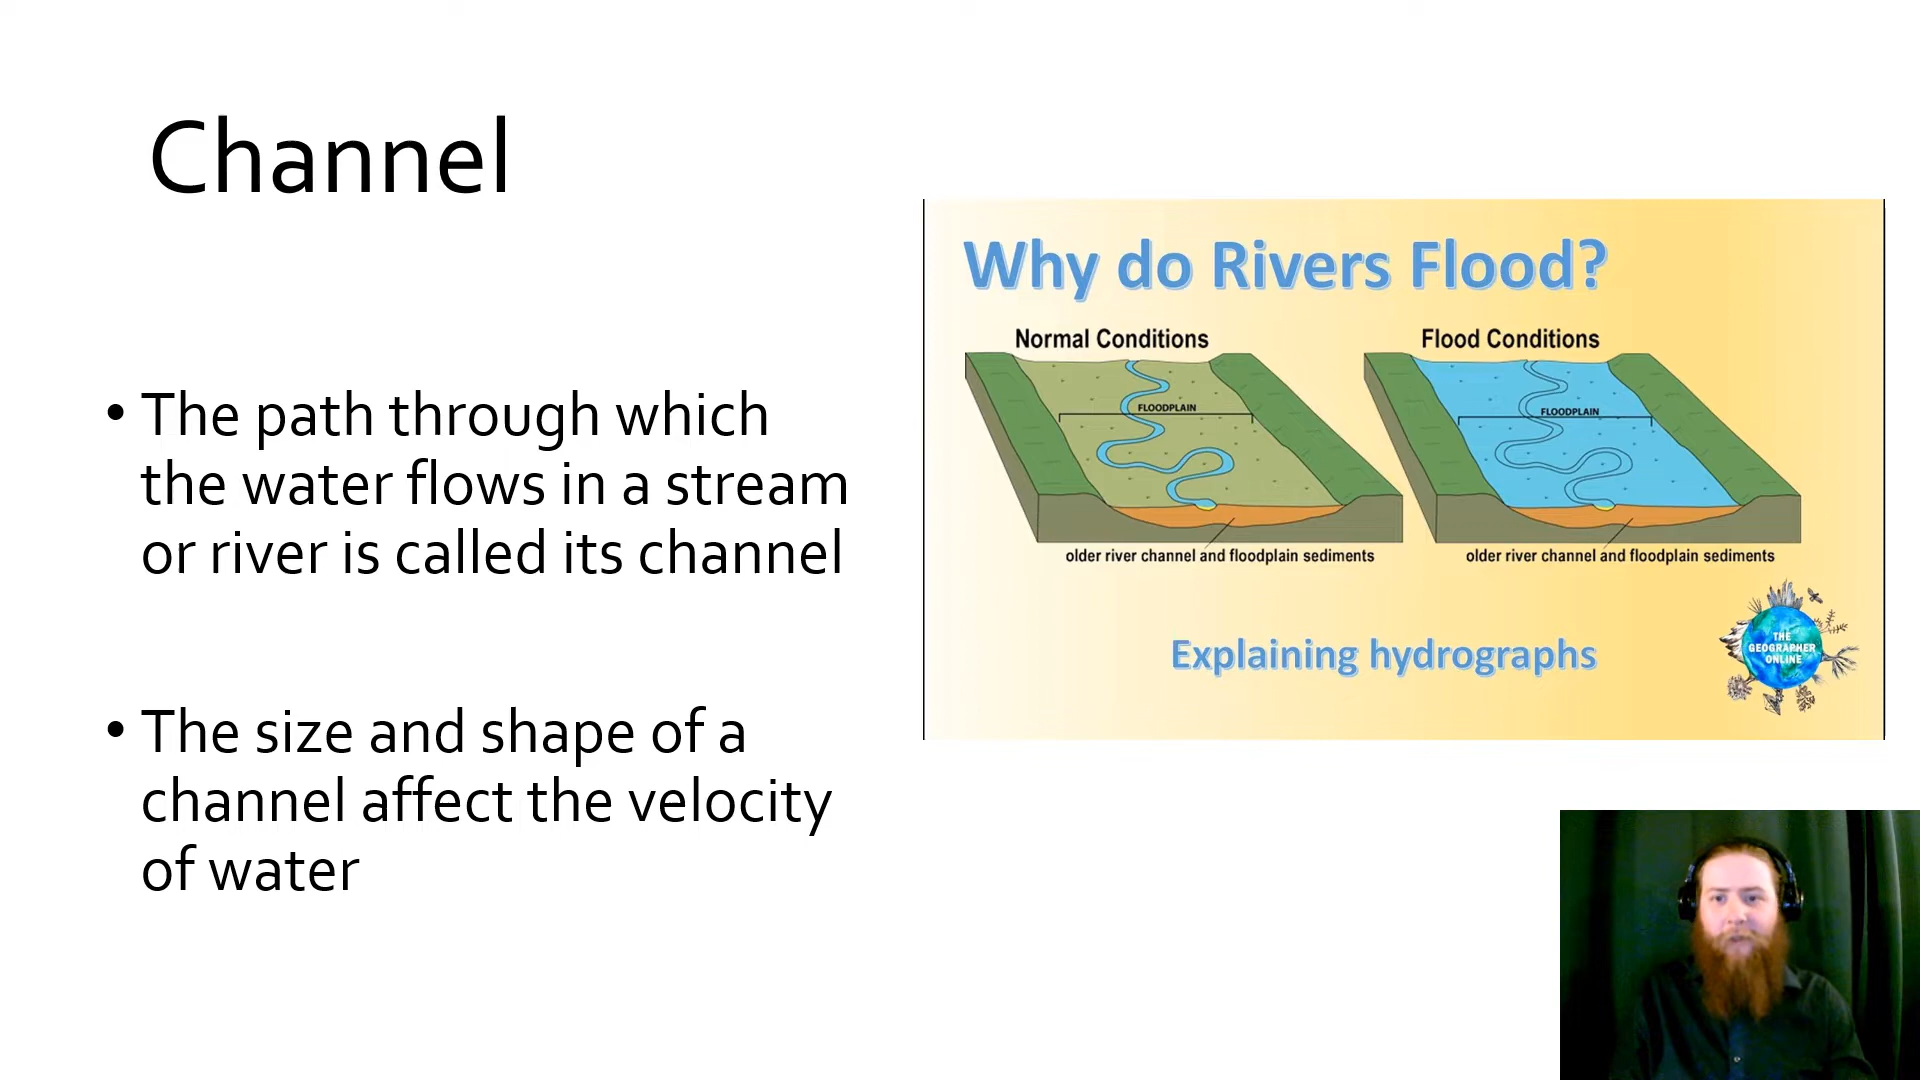 Channel
• The path through which
the water flows in a stream
or river is called its channel
• The size and shape of a
channel affect the velocity
of water
Why do Rivers Flood?
Normal Conditions
FLOODPLAIN
older river channel and floodplain sediments
Flood Conditions
FLOODPLAIN
older river channel and floodplain sediments
Explaining hydrographs
THE
GEOGRAPHER
ONLINE